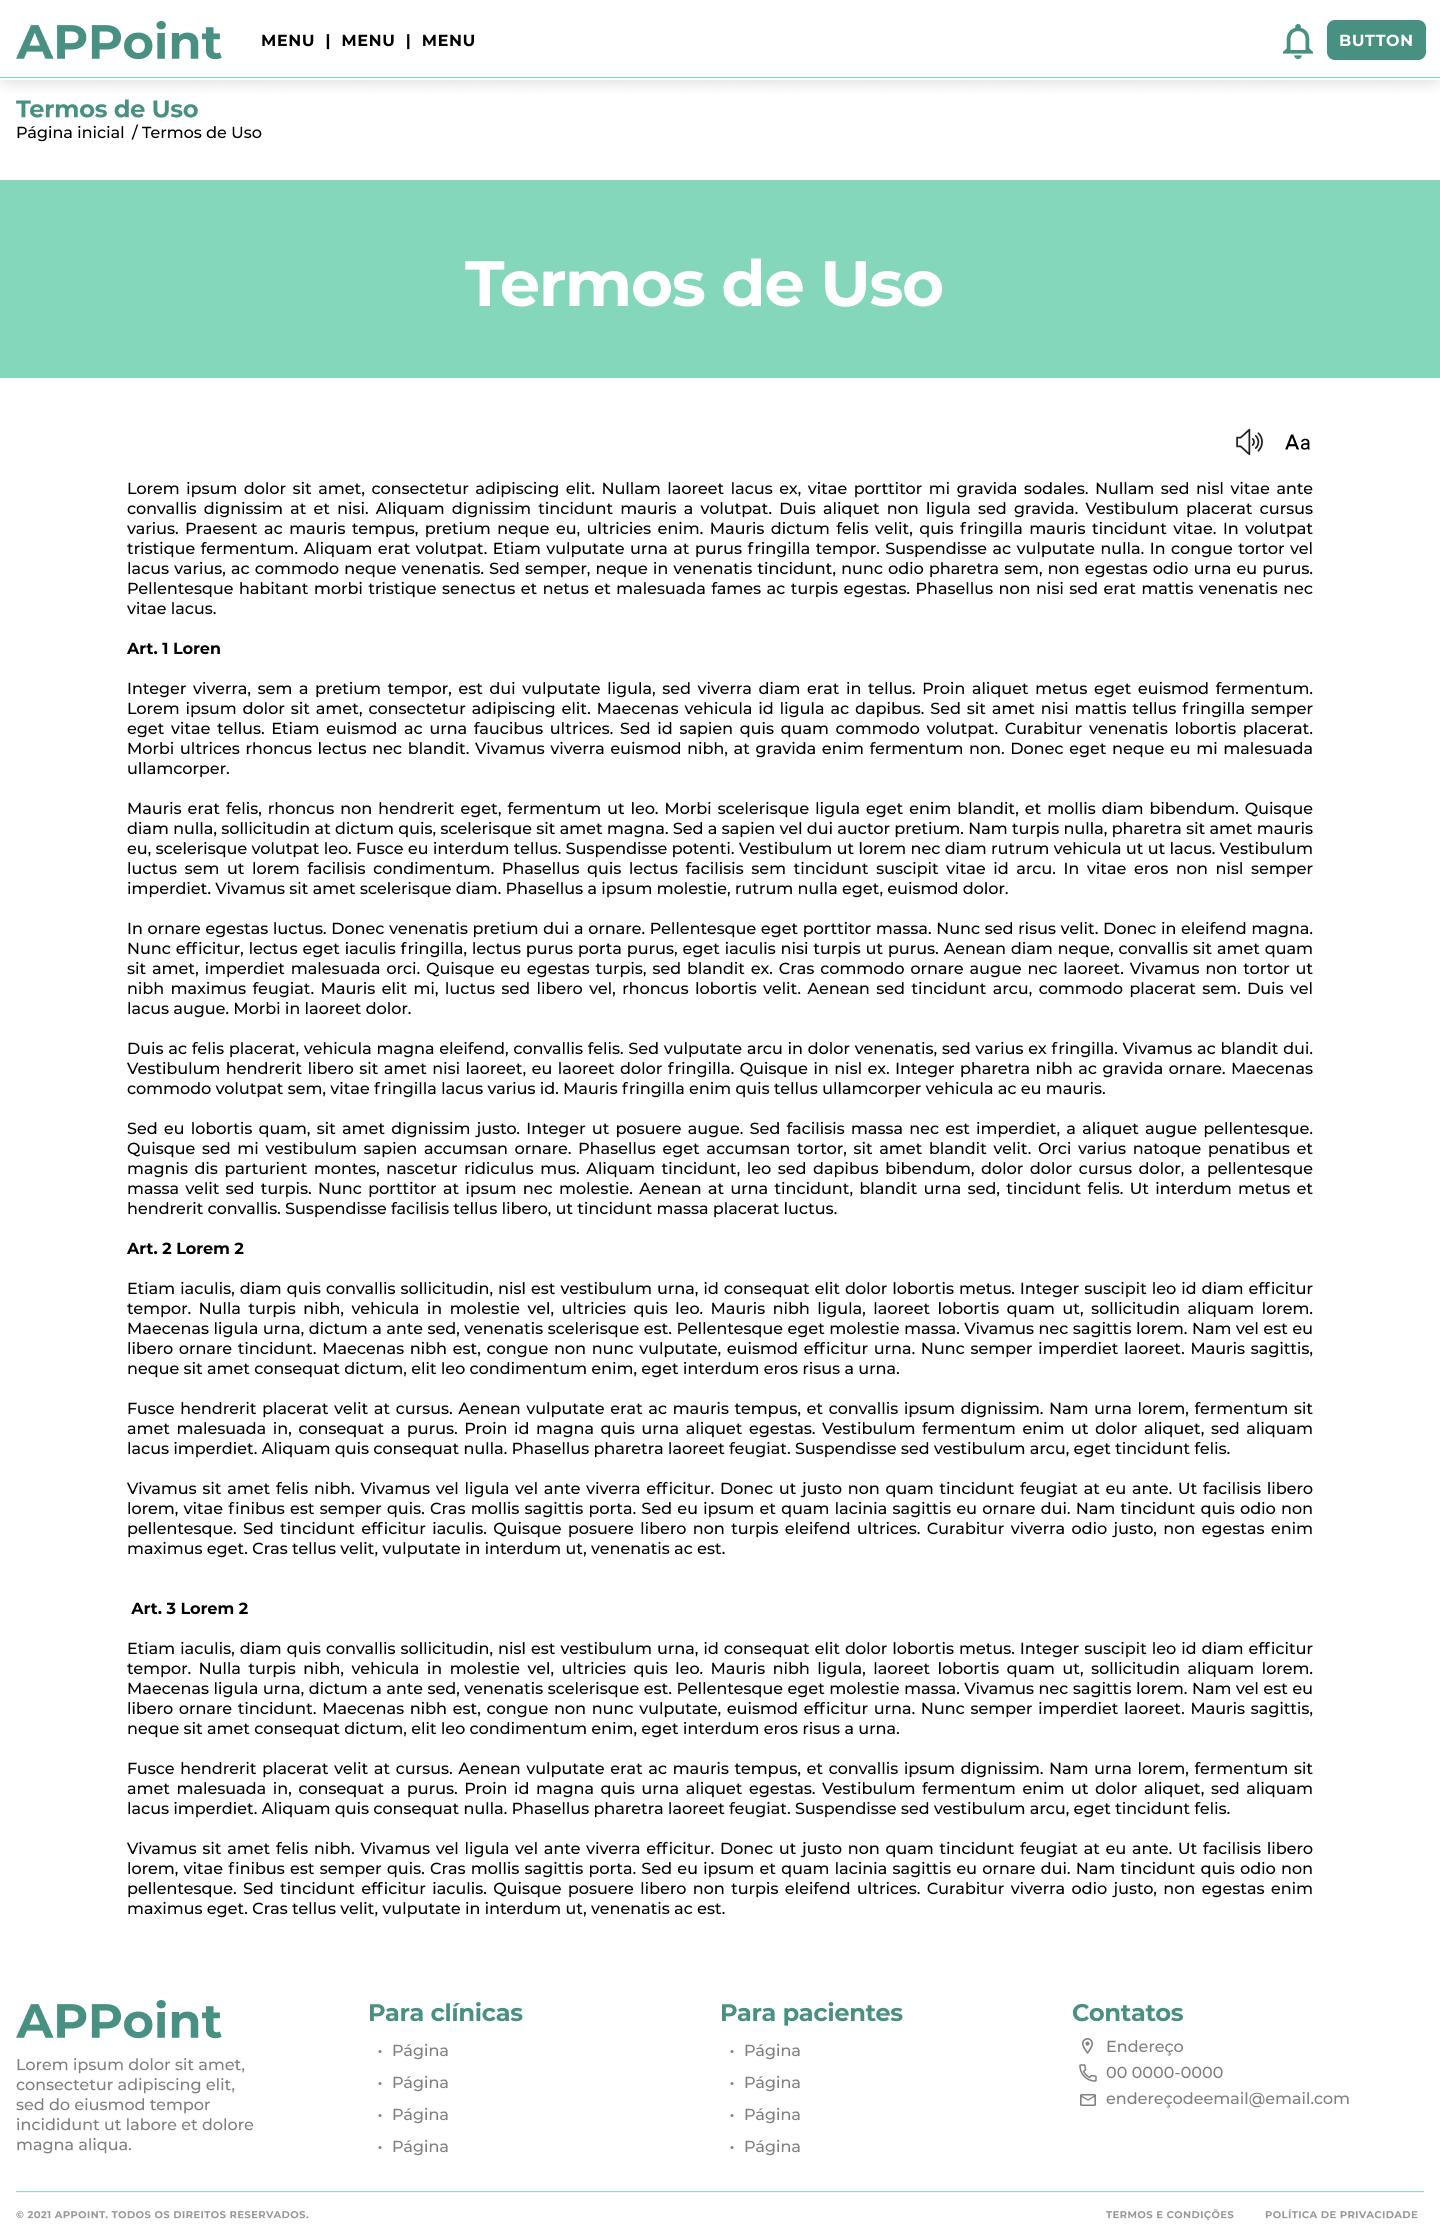 APPoint
MENU | MENU | MENU
BUTTON
Termos de Uso
Página inicial / Termos de Uso
Termos de Uso
Aa
Lorem ipsum dolor sit amet, consectetur adipiscing elit. Nullam laoreet lacus ex, vitae porttitor mi gravida sodales. Nullam sed nisl vitae ante
convallis dignissim at et nisi. Aliquam dignissim tincidunt mauris a volutpat. Duis aliquet non ligula sed gravida. Vestibulum placerat cursus
varius. Praesent ac mauris tempus, pretium neque eu, ultricies enim. Mauris dictum felis velit, quis fringilla mauris tincidunt vitae. In volutpat
tristique fermentum. Aliquam erat volutpat. Etiam vulputate urna at purus fringilla tempor. Suspendisse ac vulputate nulla. In congue tortor vel
lacus varius, ac commodo neque venenatis. Sed semper, neque in venenatis tincidunt, nunc odio pharetra sem, non egestas odio urna eu purus.
Pellentesque habitant morbi tristique senectus et netus et malesuada fames ac turpis egestas. Phasellus non nisi sed erat mattis venenatis nec
vitae lacus.
Art. 1 Loren
Integer viverra, sem a pretium tempor, est dui vulputate ligula, sed viverra diam erat in tellus. Proin aliquet metus eget euismod fermentum.
Lorem ipsum dolor sit amet, consectetur adipiscing elit. Maecenas vehicula id ligula ac dapibus. Sed sit amet nisi mattis tellus fringilla semper
eget vitae tellus. Etiam euismod ac urna faucibus ultrices. Sed id sapien quis quam commodo volutpat. Curabitur venenatis lobortis placerat.
Morbi ultrices rhoncus lectus nec blandit. Vivamus viverra euismod nibh, at gravida enim fermentum non. Donec eget neque eu mi malesuada
ullamcorper.
Mauris erat felis, rhoncus non hendrerit eget, fermentum ut leo. Morbi scelerisque ligula eget enim blandit, et mollis diam bibendum. Quisque
diam nulla, sollicitudin at dictum quis, scelerisque sit amet magna. Sed a sapien vel dui auctor pretium. Nam turpis nulla, pharetra sit amet mauris
eu, scelerisque volutpat leo. Fusce eu interdum tellus. Suspendisse potenti. Vestibulum ut lorem nec diam rutrum vehicula ut ut lacus. Vestibulum
luctus sem ut lorem facilisis condimentum. Phasellus quis lectus facilisis sem tincidunt suscipit vitae id arcu. In vitae eros non nisl semper
imperdiet. Vivamus sit amet scelerisque diam. Phasellus a ipsum molestie, rutrum nulla eget, euismod dolor.
In ornare egestas luctus. Donec venenatis pretium dui a ornare. Pellentesque eget porttitor massa. Nunc sed risus velit. Donec in eleifend magna.
Nunc efficitur, lectus eget iaculis fringilla, lectus purus porta purus, eget iaculis nisi turpis ut purus. Aenean diam neque, convallis sit amet quam
sit amet, imperdiet malesuada orci. Quisque eu egestas turpis, sed blandit ex. Cras commodo ornare augue nec laoreet. Vivamus non tortor ut
nibh maximus feugiat. Mauris elit mi, luctus sed libero vel, rhoncus lobortis velit. Aenean sed tincidunt arcu, commodo placerat sem. Duis vel
lacus augue. Morbi in laoreet dolor.
Duis ac felis placerat, vehicula magna eleifend, convallis felis. Sed vulputate arcu in dolor venenatis, sed varius ex fringilla. Vivamus ac blandit dui.
Vestibulum hendrerit libero sit amet nisi laoreet, eu laoreet dolor fringilla. Quisque in nisl ex. Integer pharetra nibh ac gravida ornare. Maecenas
commodo volutpat sem, vitae fringilla lacus varius id. Mauris fringilla enim quis tellus ullamcorper vehicula ac eu mauris.
Sed eu lobortis quam, sit amet dignissim justo. Integer ut posuere augue. Sed facilisis massa nec est imperdiet, a aliquet augue pellentesque.
Quisque sed mi vestibulum sapien accumsan ornare. Phasellus eget accumsan tortor, sit amet blandit velit. Orci varius natoque penatibus et
magnis dis parturient montes, nascetur ridiculus mus. Aliquam tincidunt, leo sed dapibus bibendum, dolor dolor cursus dolor, a pellentesque
massa velit sed turpis. Nunc porttitor at ipsum nec molestie. Aenean at urna tincidunt, blandit urna sed, tincidunt felis. Ut interdum metus et
hendrerit convallis. Suspendisse facilisis tellus libero, ut tincidunt massa placerat luctus.
Art. 2 Lorem 2
Etiam iaculis, diam quis convallis sollicitudin, nisl est vestibulum urna, id consequat elit dolor lobortis metus. Integer suscipit leo id diam efficitur
tempor. Nulla turpis nibh, vehicula in molestie vel, ultricies quis leo. Mauris nibh ligula, laoreet lobortis quam ut, sollicitudin aliquam lorem.
Maecenas ligula urna, dictum a ante sed, venenatis scelerisque est. Pellentesque eget molestie massa. Vivamus nec sagittis lorem. Nam vel est eu
libero ornare tincidunt. Maecenas nibh est, congue non nunc vulputate, euismod efficitur urna. Nunc semper imperdiet laoreet. Mauris sagittis,
neque sit amet consequat dictum, elit leo condimentum enim, eget interdum eros risus a urna.
Fusce hendrerit placerat velit at cursus. Aenean vulputate erat ac mauris tempus, et convallis ipsum dignissim. Nam urna lorem, fermentum sit
amet malesuada in, consequat a purus. Proin id magna quis urna aliquet egestas. Vestibulum fermentum enim ut dolor aliquet, sed aliquam
lacus imperdiet. Aliquam quis consequat nulla. Phasellus pharetra laoreet feugiat. Suspendisse sed vestibulum arcu, eget tincidunt felis.
Vivamus sit amet felis nibh. Vivamus vel ligula vel ante viverra efficitur. Donec ut justo non quam tincidunt feugiat at eu ante. Ut facilisis libero
lorem, vitae finibus est semper quis. Cras mollis sagittis porta. Sed eu ipsum et quam lacinia sagittis eu ornare dui. Nam tincidunt quis odio non
pellentesque. Sed tincidunt efficitur iaculis. Quisque posuere libero non turpis eleifend ultrices. Curabitur viverra odio justo, non egestas enim
maximus eget. Cras tellus velit, vulputate in interdum ut, venenatis ac est.
Art. 3 Lorem 2
Etiam iaculis, diam quis convallis sollicitudin, nisl est vestibulum urna, id consequat elit dolor lobortis metus. Integer suscipit leo id diam efficitur
tempor. Nulla turpis nibh, vehicula in molestie vel, ultricies quis leo. Mauris nibh ligula, laoreet lobortis quam ut, sollicitudin aliquam lorem.
Maecenas ligula urna, dictum a ante sed, venenatis scelerisque est. Pellentesque eget molestie massa. Vivamus nec sagittis lorem. Nam vel est eu
libero ornare tincidunt. Maecenas nibh est, congue non nunc vulputate, euismod efficitur urna. Nunc semper imperdiet laoreet. Mauris sagittis,
neque sit amet consequat dictum, elit leo condimentum enim, eget interdum eros risus a urna.
Fusce hendrerit placerat velit at cursus. Aenean vulputate erat ac mauris tempus, et convallis ipsum dignissim. Nam urna lorem, fermentum sit
amet malesuada in, consequat a purus. Proin id magna quis urna aliquet egestas. Vestibulum fermentum enim ut dolor aliquet, sed aliquam
lacus imperdiet. Aliquam quis consequat nulla. Phasellus pharetra laoreet feugiat. Suspendisse sed vestibulum arcu, eget tincidunt felis.
Vivamus sit amet felis nibh. Vivamus vel ligula vel ante viverra efficitur. Donec ut justo non quam tincidunt feugiat at eu ante. Ut facilisis libero
lorem, vitae finibus est semper quis. Cras mollis sagittis porta. Sed eu ipsum et quam lacinia sagittis eu ornare dui. Nam tincidunt quis odio non
pellentesque. Sed tincidunt efficitur iaculis. Quisque posuere libero non turpis eleifend ultrices. Curabitur viverra odio justo, non egestas enim
maximus eget. Cras tellus velit, vulputate in interdum ut, venenatis ac est.
APPoint
Lorem ipsum dolor sit amet,
consectetur adipiscing elit,
sed do eiusmod tempor
incididunt ut labore et dolore
magna aliqua.
Para clínicas
• Página
• Página
• Página
• Página
Para pacientes
• Página
• Página
• Página
• Página
Contatos
Endereço
00 0000-0000
endereçodeemail@email.com
© 2021 APPOINT. TODOS OS DIREITOS RESERVADOS.
TERMOS E CONDIÇÕES
POLÍTICA DE PRIVACIDADE